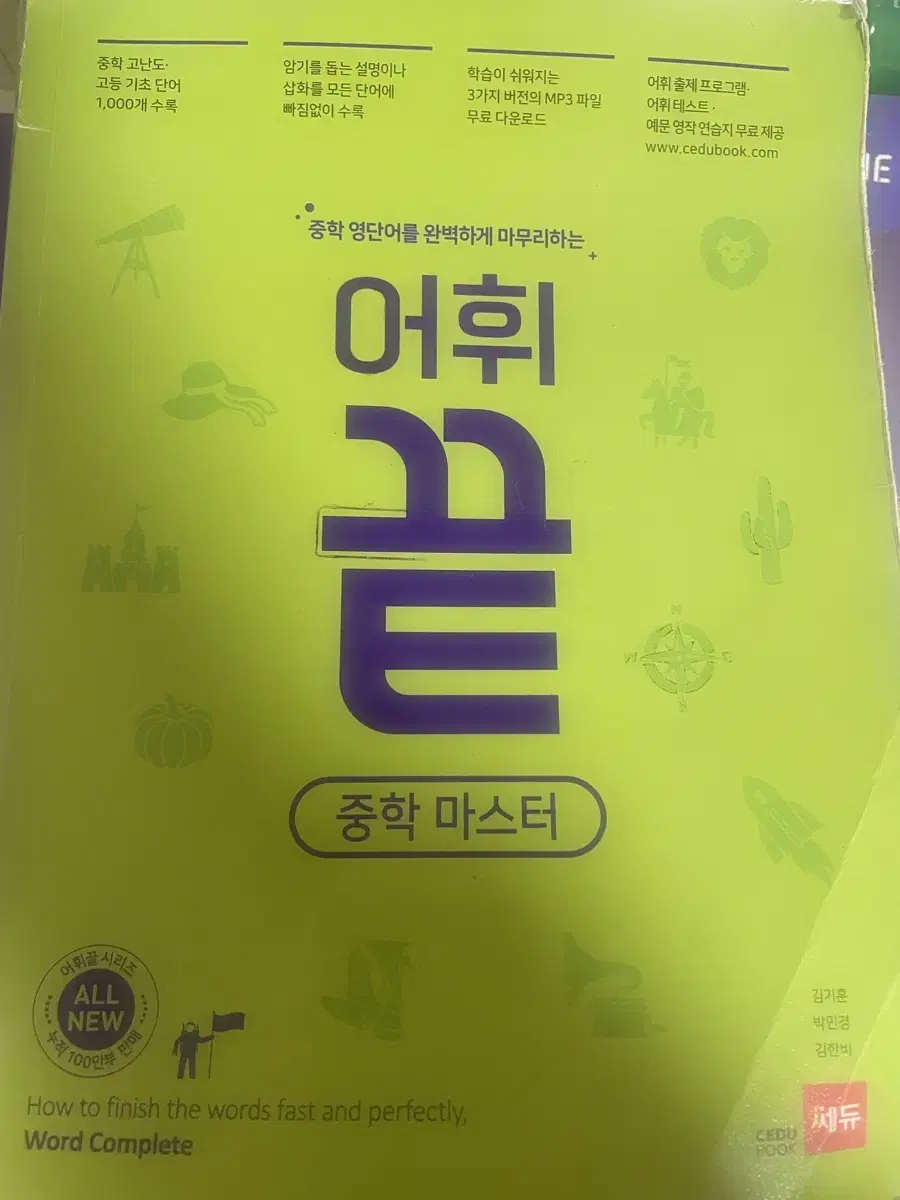 중학 고난도·
고등 기초 단어
1,000개 수록
암기를 돕는 설명이나
삽화를 모든 단어에
빠짐없이 수록
학습이 쉬워지는
3가지 버전의 MP3 파일
무료 다운로드
어휘 출제 프로그램·
어휘 테스트·
예문 영작 연습지 무료 제공
www.cedubook.com
중학 영단어를 완벽하게 마무리하는
어휘
끝
중학 마스터
N
W
S
어휘끝 시리즈
ALL
NEW
누적 100만부 판매
김기훈
박민경
김한비
How to finish the words fast and perfectly,
Word Complete
CEDU
BOOK
쎄듀